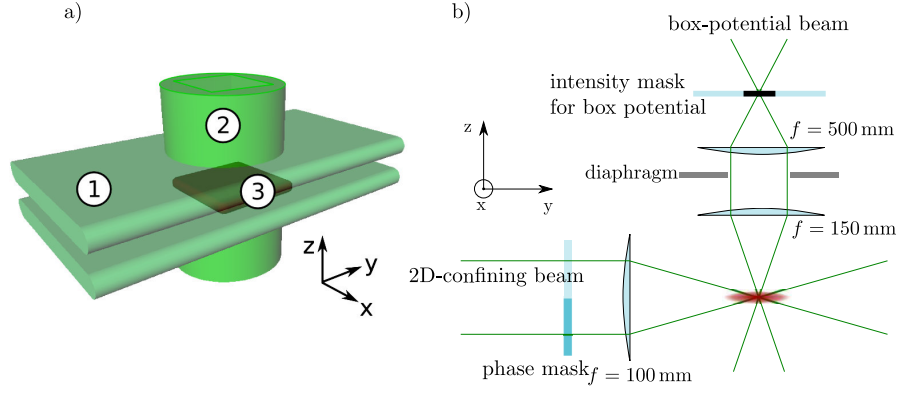 a)
1
2
3
z
y
x
b)
box-potential beam
intensity mask
for box potential
f = 500 mm
z
diaphragm
x
y
f = 150 mm
2D-confining beam
phase mask
f = 100 mm